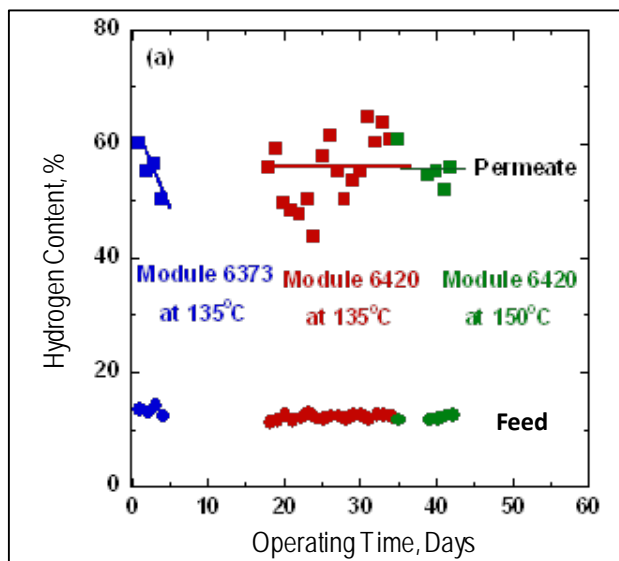 80
(a)
Hydrogen Content, %
60
Permeate
Module 6373
at 135°C
Module 6420
at 135°C
Module 6420
at 150°C
40
20
Feed
0
0 10 20 30 40 50 60
Operating Time, Days